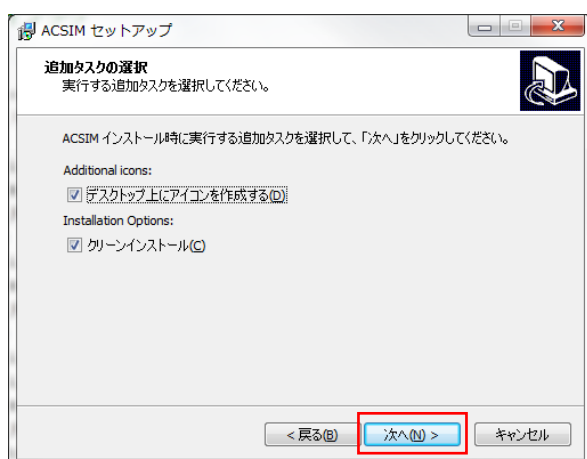 ACSIM セットアップ
追加タスクの選択
実行する追加タスクを選択してください。
ACSIM インストール時に実行する追加タスクを選択して、「次へ」をクリックしてください。
Additional icons:
デスクトップ上にアイコンを作成する(D)
Installation Options:
クリーンインストール(C)
< 戻る(B) 次へ(N) > キャンセル